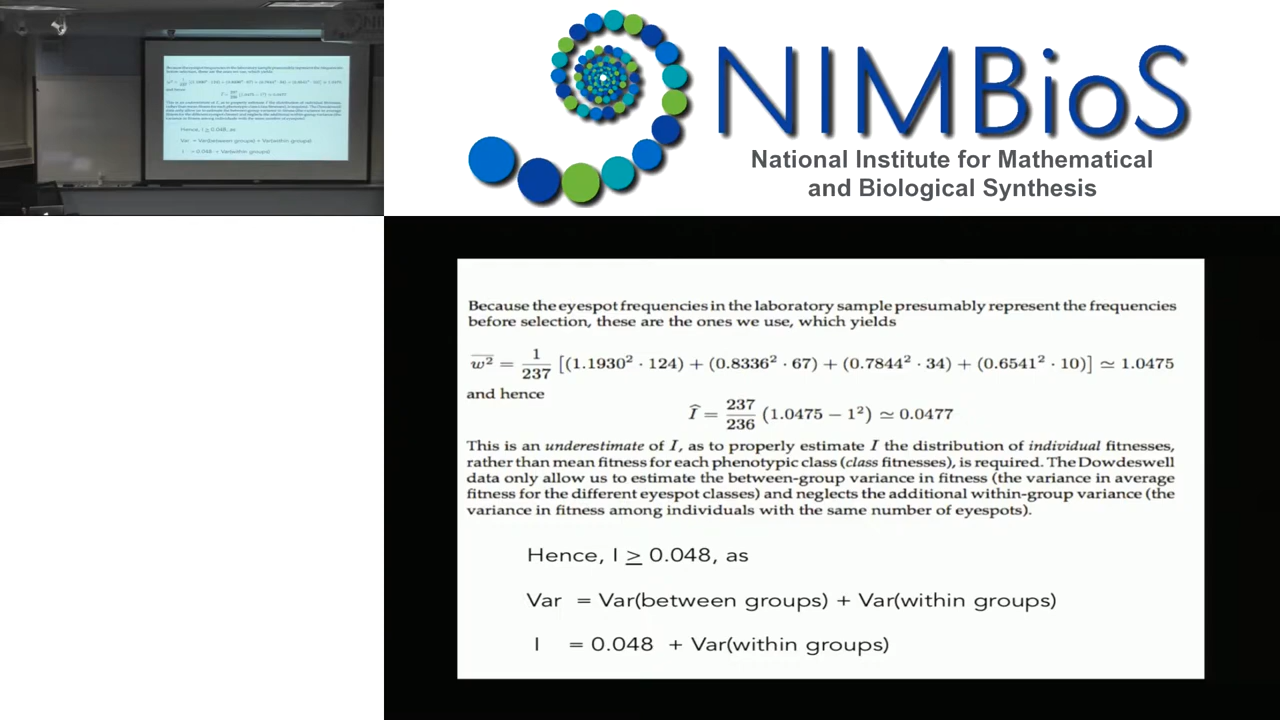 NIMBioS
National Institute for Mathematical
and Biological Synthesis
Because the eyespot frequencies in the laboratory sample presumably represent the frequencies
before selection, these are the ones we use, which yields
\overline{w^2} = \frac{1}{237} [(1.1930² · 124) + (0.8336² · 67) + (0.7844² · 34) + (0.6541² · 10)] ≃ 1.0475
and hence
\widehat{I} = \frac{237}{236} (1.0475 − 1²) ≃ 0.0477
This is an underestimate of I, as to properly estimate I the distribution of individual fitnesses,
rather than mean fitness for each phenotypic class (class fitnesses), is required. The Dowdeswell
data only allow us to estimate the between-group variance in fitness (the variance in average
fitness for the different eyespot classes) and neglects the additional within-group variance (the
variance in fitness among individuals with the same number of eyespots).
Hence, I ≥ 0.048, as
Var = Var(between groups) + Var(within groups)
I = 0.048 + Var(within groups)